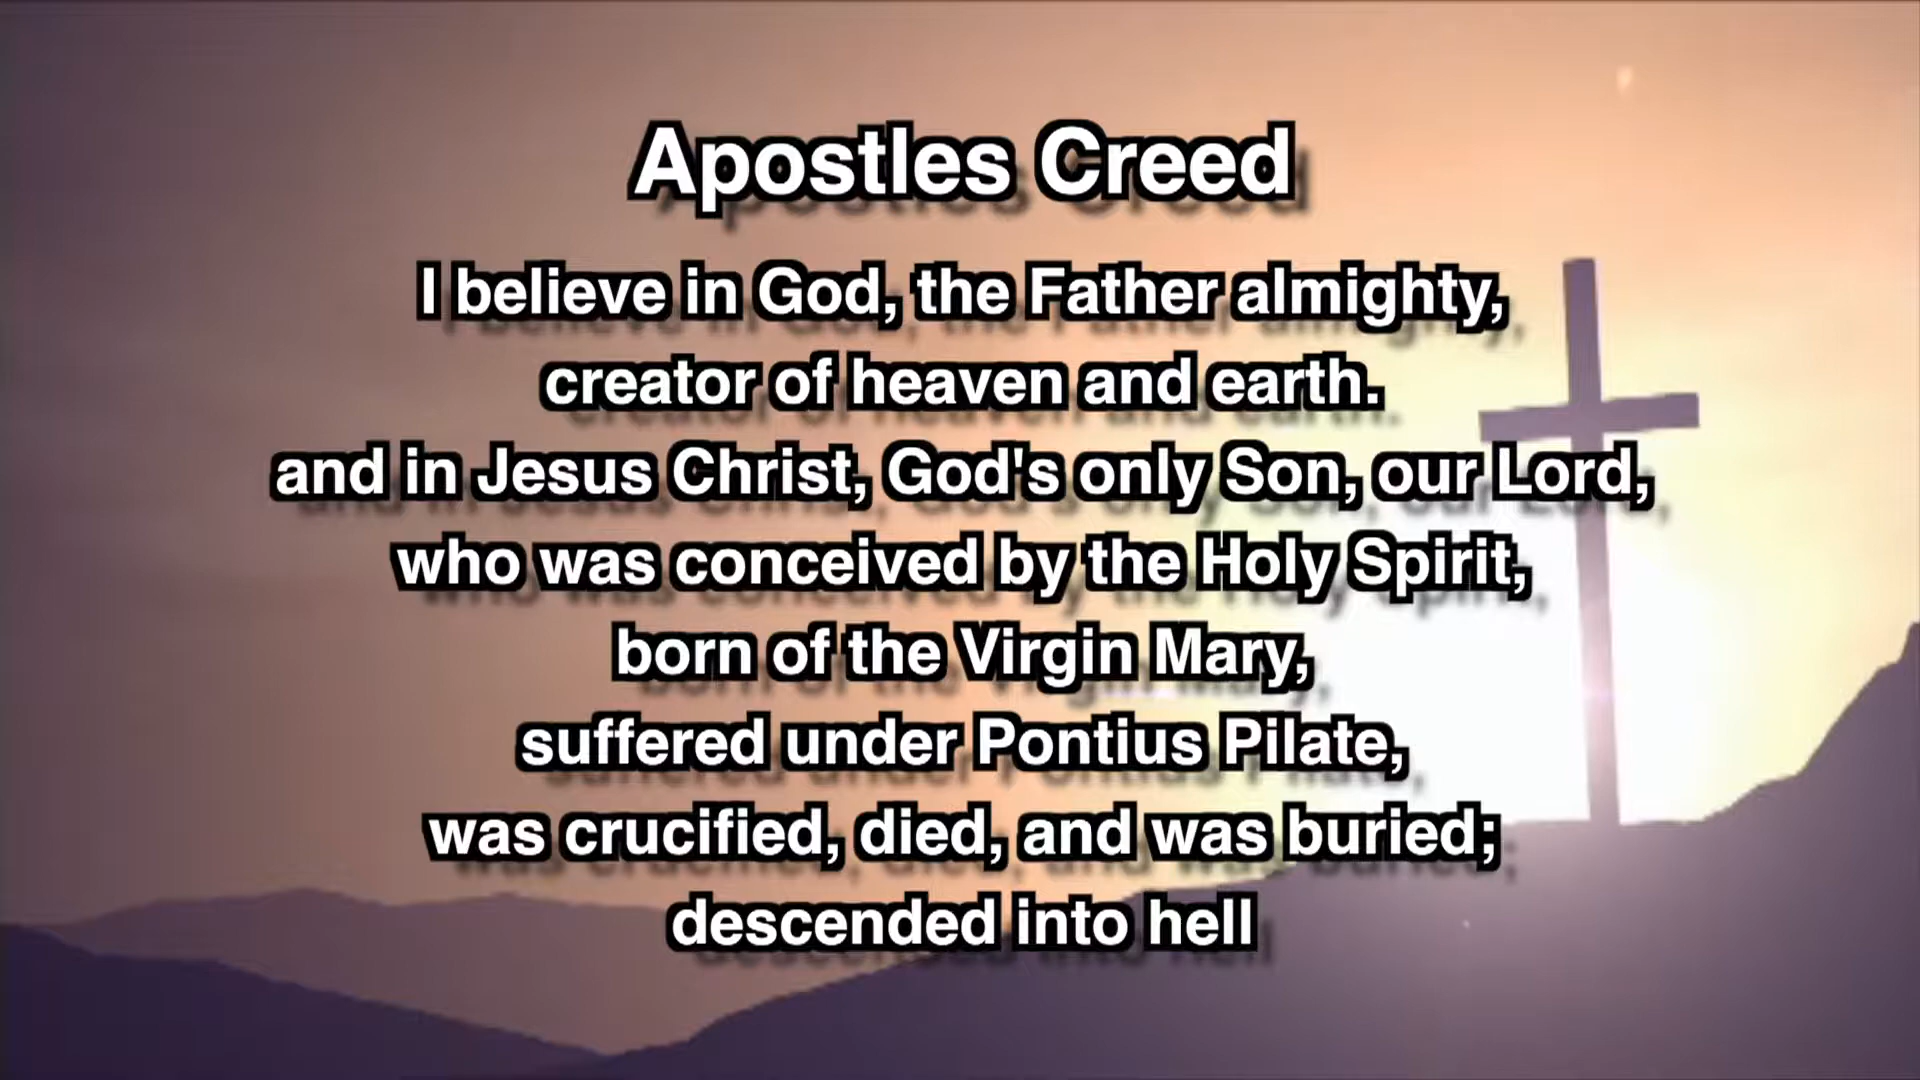 Apostles Creed
I believe in God, the Father almighty,
creator of heaven and earth.
and in Jesus Christ, God's only Son, our Lord,
who was conceived by the Holy Spirit,
born of the Virgin Mary,
suffered under Pontius Pilate,
was crucified, died, and was buried;
descended into hell